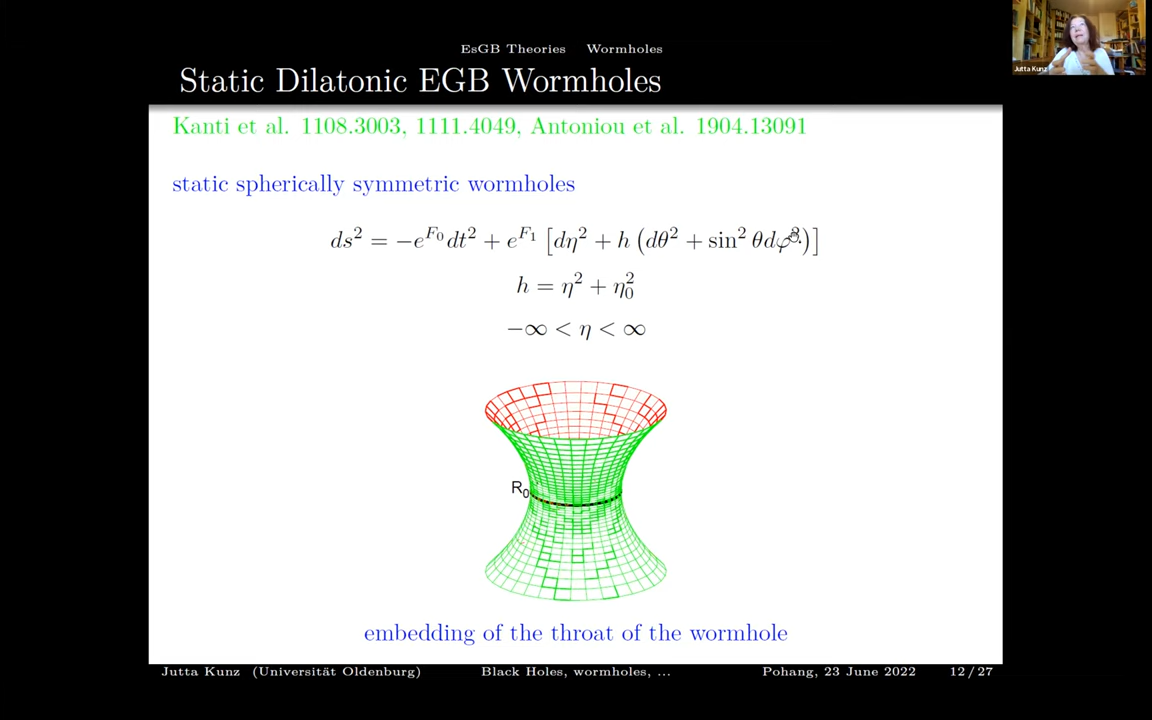 EsGB Theories Wormholes
Static Dilatonic EGB Wormholes
Jutta Kunz
Kanti et al. 1108.3003, 1111.4049, Antoniou et al. 1904.13091
static spherically symmetric wormholes
ds² = −e^{F₀}dt² + e^{F₁} [dη² + h (dθ² + sin² θdφ²)]
h = η² + η₀²
−∞ < η < ∞
R₀
embedding of the throat of the wormhole
Jutta Kunz (Universität Oldenburg) Black Holes, wormholes, ... Pohang, 23 June 2022 12/27